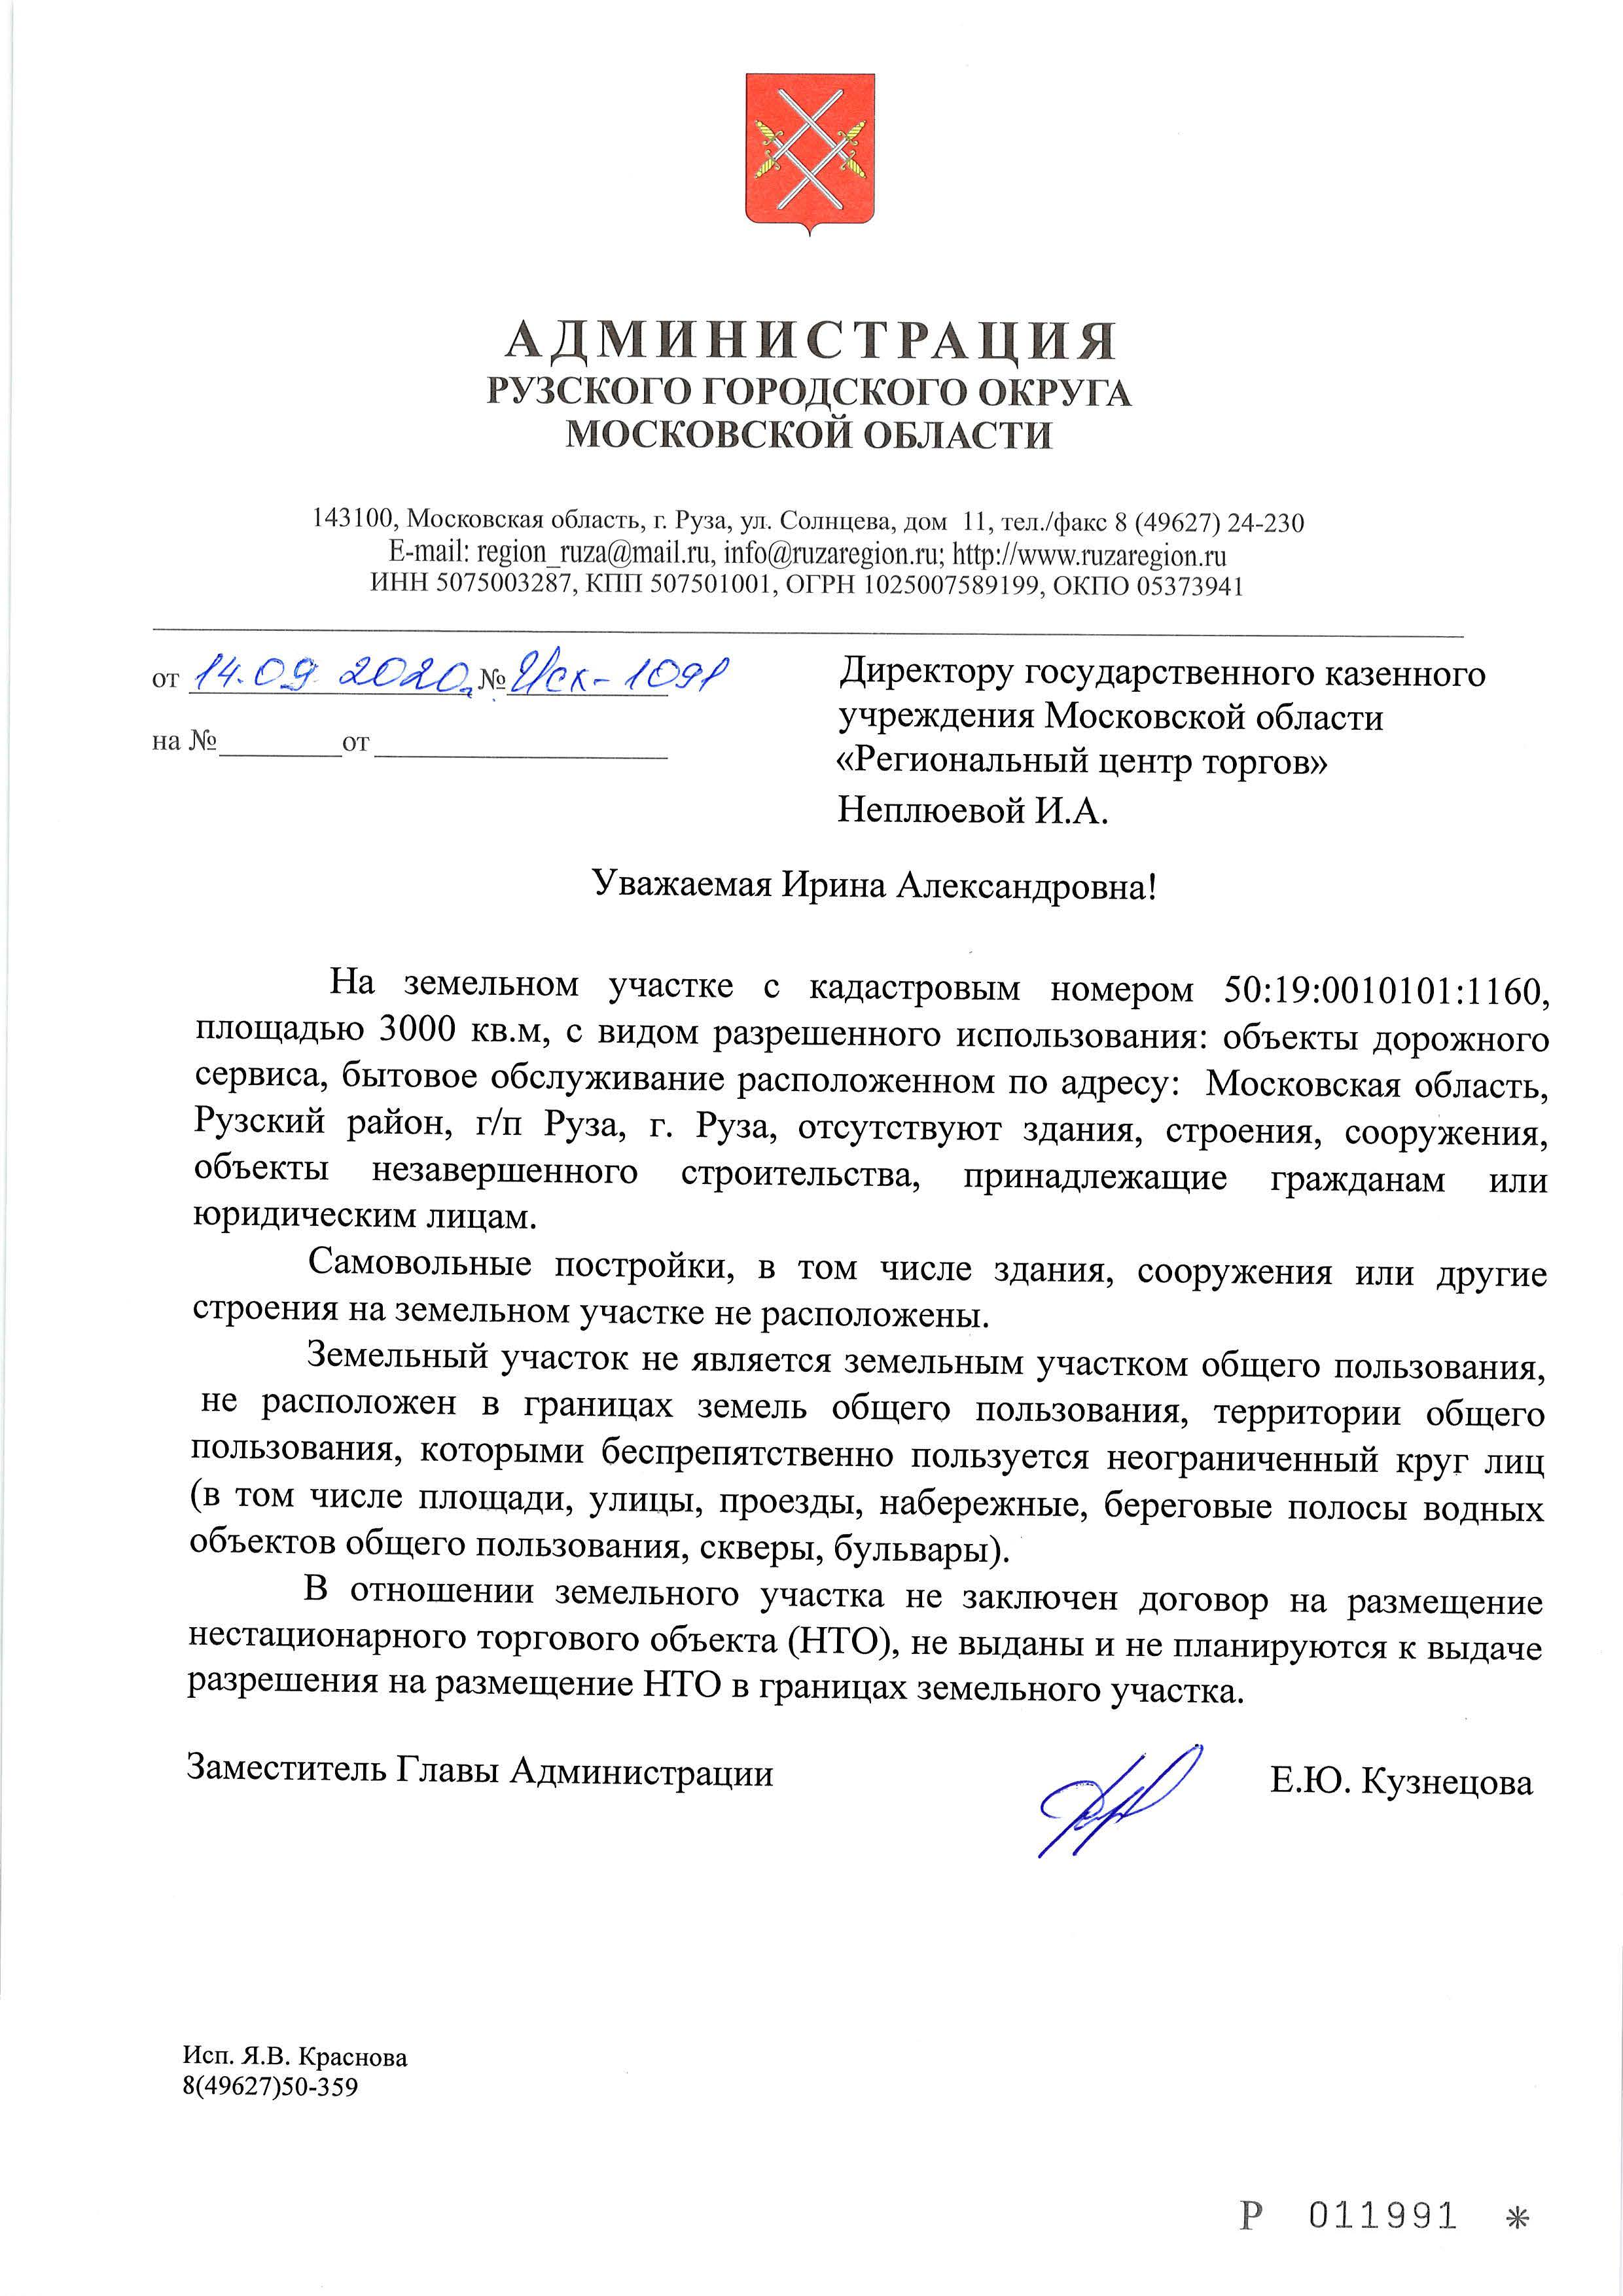 АДМИНИСТРАЦИЯ
РУЗСКОГО ГОРОДСКОГО ОКРУГА
МОСКОВСКОЙ ОБЛАСТИ
143100, Московская область, г. Руза, ул. Солнцева, дом 11, тел./факс 8 (49627) 24-230
E-mail: region_ruza@mail.ru, info@ruzaregion.ru; http://www.ruzaregion.ru
ИНН 5075003287, КПП 507501001, ОГРН 1025007589199, ОКПО 05373941
от 14.09 2020, № Исх-1091
на № от
Директору государственного казенного
учреждения Московской области
«Региональный центр торгов»
Неплюевой И.А.
Уважаемая Ирина Александровна!
На земельном участке с кадастровым номером 50:19:0010101:1160,
площадью 3000 кв.м, с видом разрешенного использования: объекты дорожного
сервиса, бытовое обслуживание расположенном по адресу: Московская область,
Рузский район, г/п Руза, г. Руза, отсутствуют здания, строения, сооружения,
объекты незавершенного строительства, принадлежащие гражданам или
юридическим лицам.
Самовольные постройки, в том числе здания, сооружения или другие
строения на земельном участке не расположены.
Земельный участок не является земельным участком общего пользования,
не расположен в границах земель общего пользования, территории общего
пользования, которыми беспрепятственно пользуется неограниченный круг лиц
(в том числе площади, улицы, проезды, набережные, береговые полосы водных
объектов общего пользования, скверы, бульвары).
В отношении земельного участка не заключен договор на размещение
нестационарного торгового объекта (НТО), не выданы и не планируются к выдаче
разрешения на размещение НТО в границах земельного участка.
Заместитель Главы Администрации Е.Ю. Кузнецова
Исп. Я.В. Краснова
8(49627)50-359
Р 011991 *